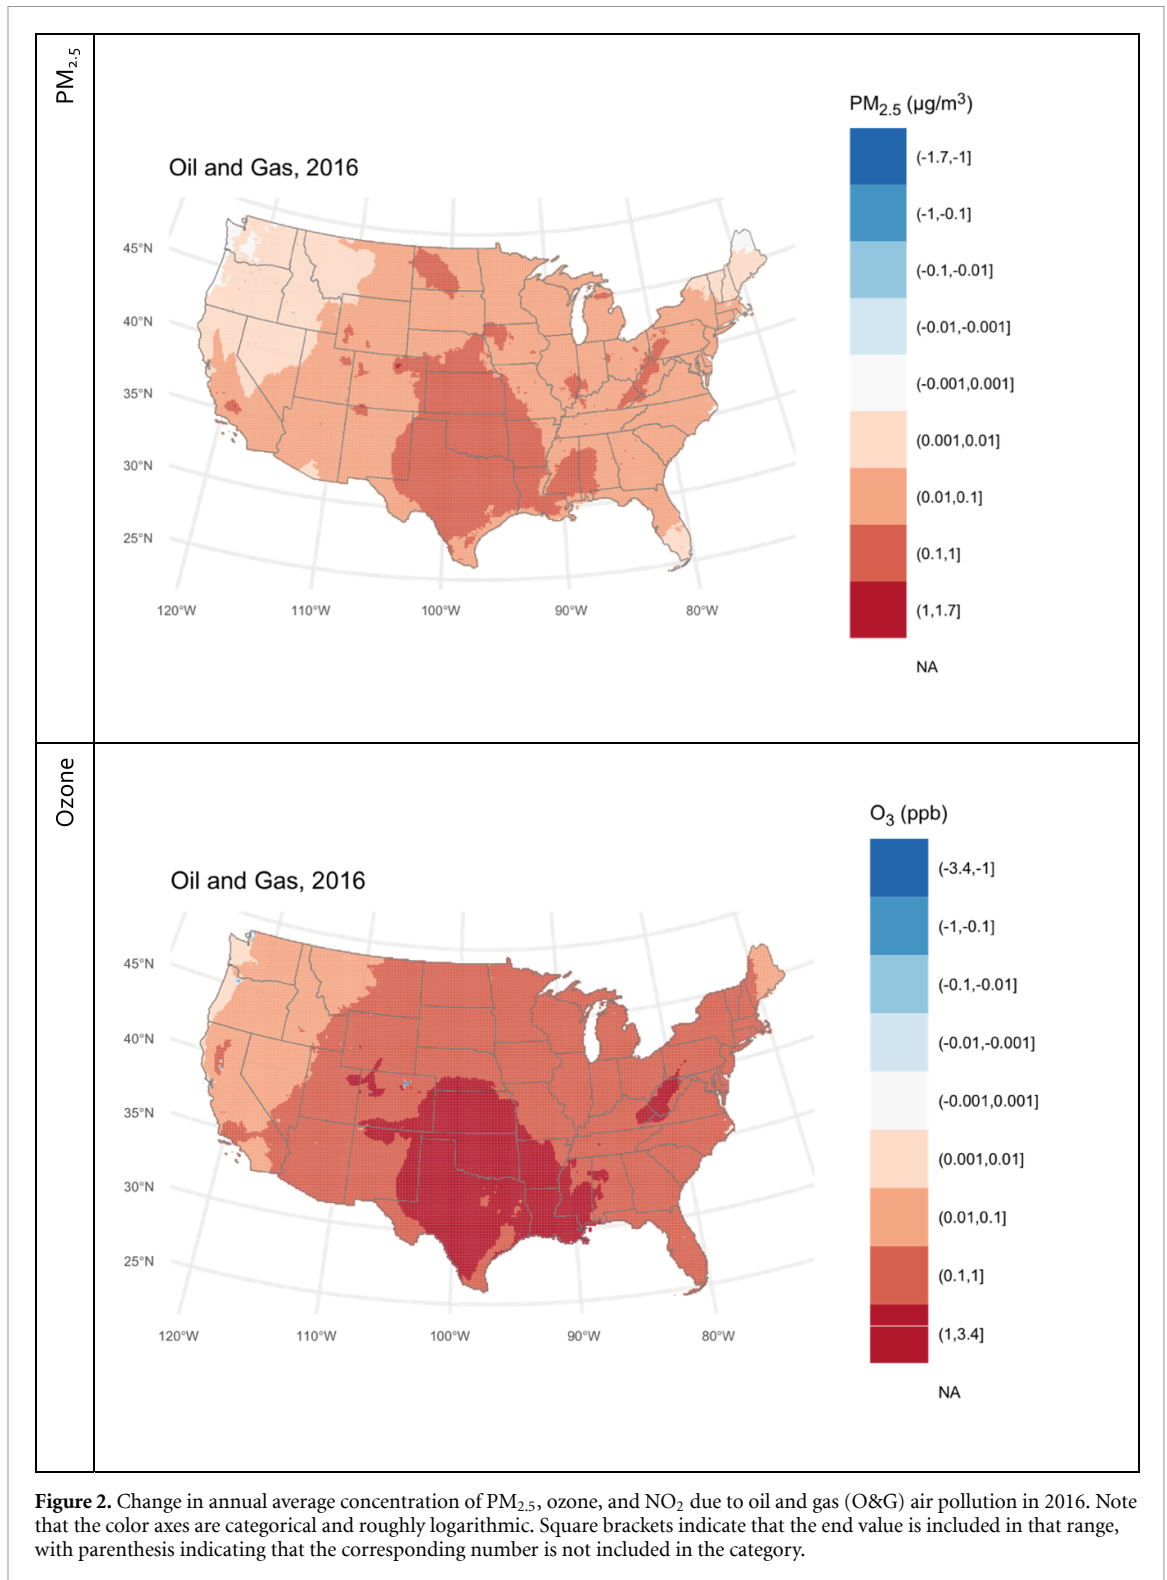 PM₂.₅
PM₂.₅ (µg/m³)
Oil and Gas, 2016
(-1.7,-1]
(-1,-0.1]
(-0.1,-0.01]
(-0.01,-0.001]
(-0.001,0.001]
(0.001,0.01]
(0.01,0.1]
(0.1,1]
(1,1.7]
NA
45°N
40°N
35°N
30°N
25°N
120°W 110°W 100°W 90°W 80°W
Ozone
O₃ (ppb)
Oil and Gas, 2016
(-3.4,-1]
(-1,-0.1]
(-0.1,-0.01]
(-0.01,-0.001]
(-0.001,0.001]
(0.001,0.01]
(0.01,0.1]
(0.1,1]
(1,3.4]
NA
45°N
40°N
35°N
30°N
25°N
120°W 110°W 100°W 90°W 80°W
Figure 2. Change in annual average concentration of PM₂.₅, ozone, and NO₂ due to oil and gas (O&G) air pollution in 2016. Note
that the color axes are categorical and roughly logarithmic. Square brackets indicate that the end value is included in that range,
with parenthesis indicating that the corresponding number is not included in the category.